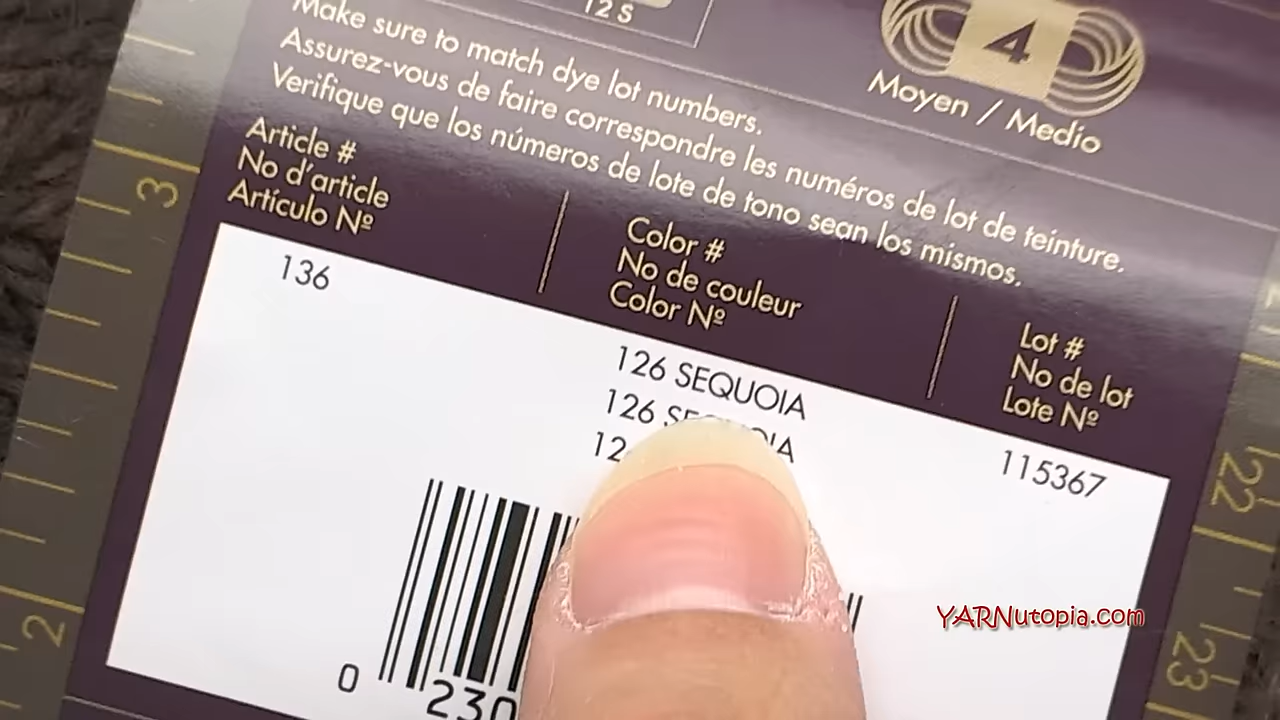 12 S
4
Moyen / Medio
Make sure to match dye lot numbers.
Assurez-vous de faire correspondre les numéros de lot de teinture.
Verifique que los números de lote de tono sean los mismos.
Article #
No d'article
Artículo Nº
Color #
No de couleur
Color Nº
Lot #
No de lot
Lote Nº
136
126 SEQUOIA
126
115367
0
230
3
2
22
23
YARNutopia.com